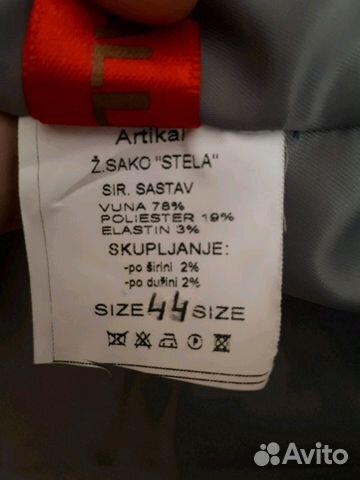 ALL
Artikal
Ž.SAKO "STELA"
SIR. SASTAV
VUNA 78%
POLIESTER 19%
ELASTIN 3%
SKUPLJANJE:
-po širini 2%
-po dužini 2%
SIZE 44 SIZE
P
Avito